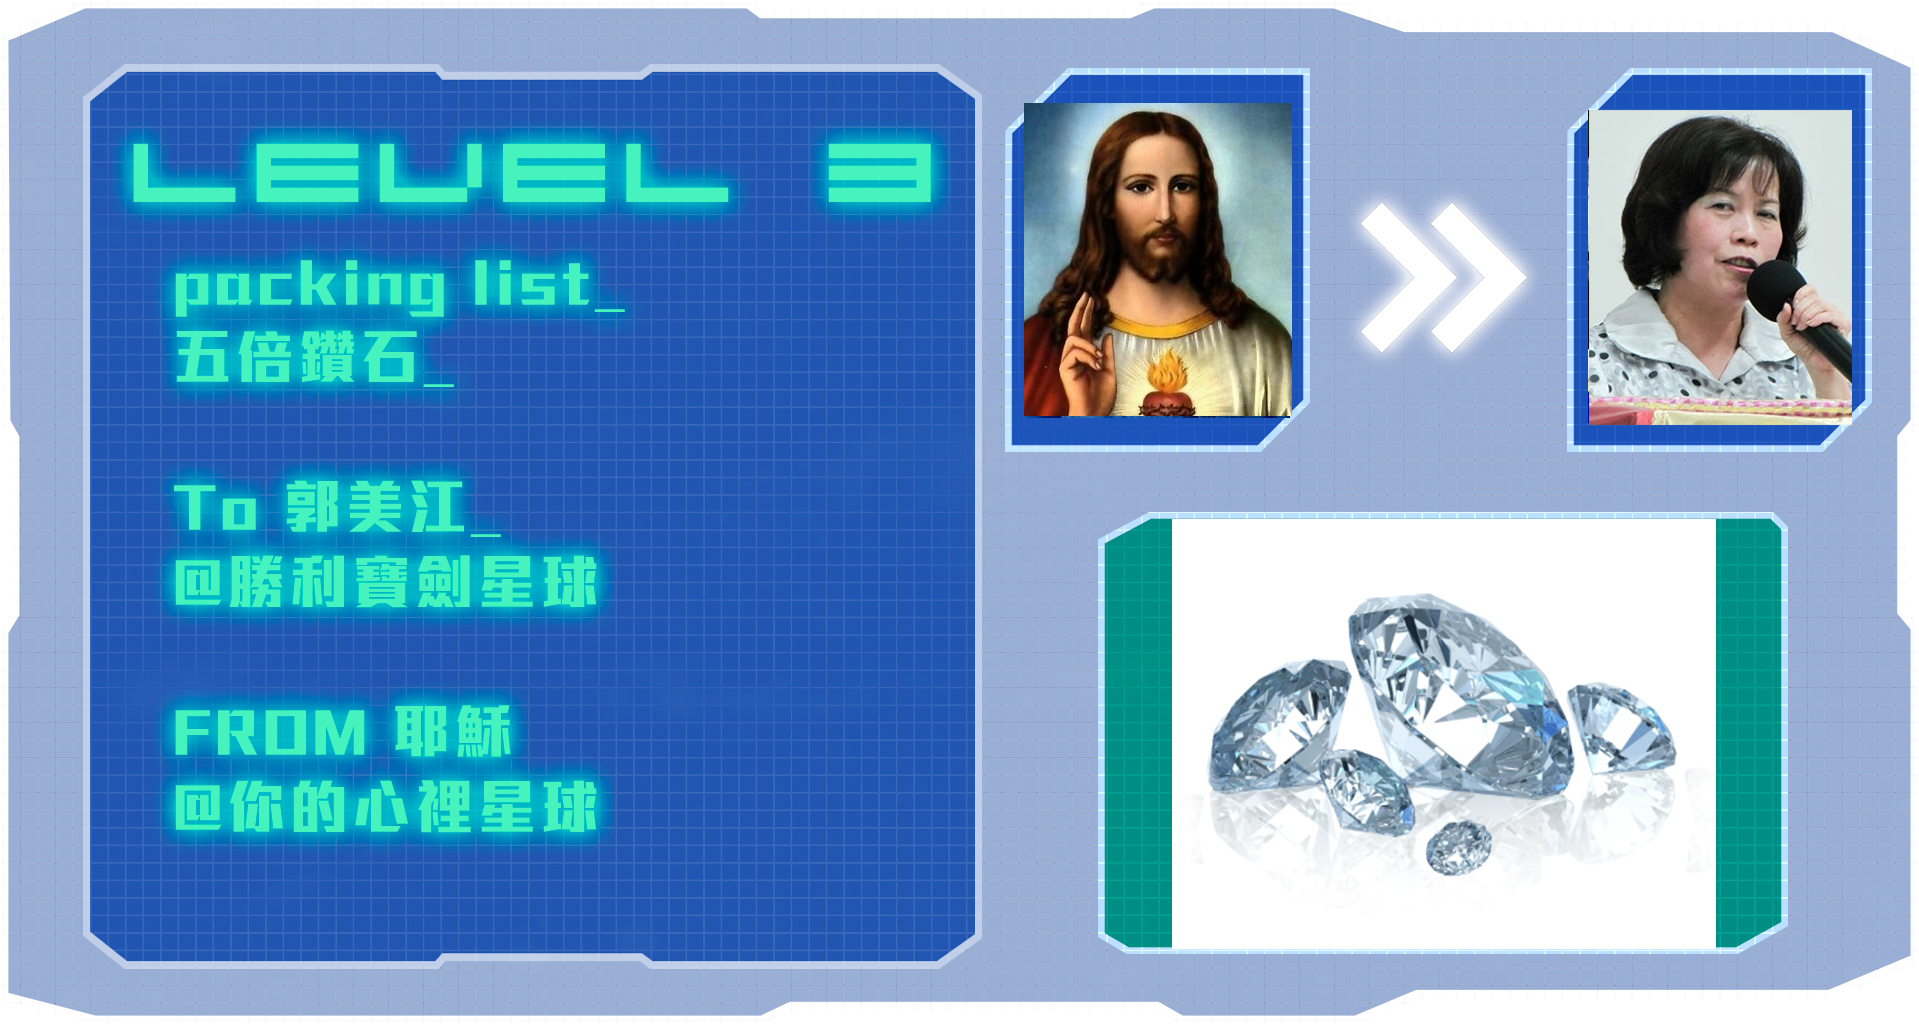 LEVEL 3
packing list_
五倍鑽石_
To 郭美江_
@勝利寶劍星球
FROM 耶穌
@你的心裡星球